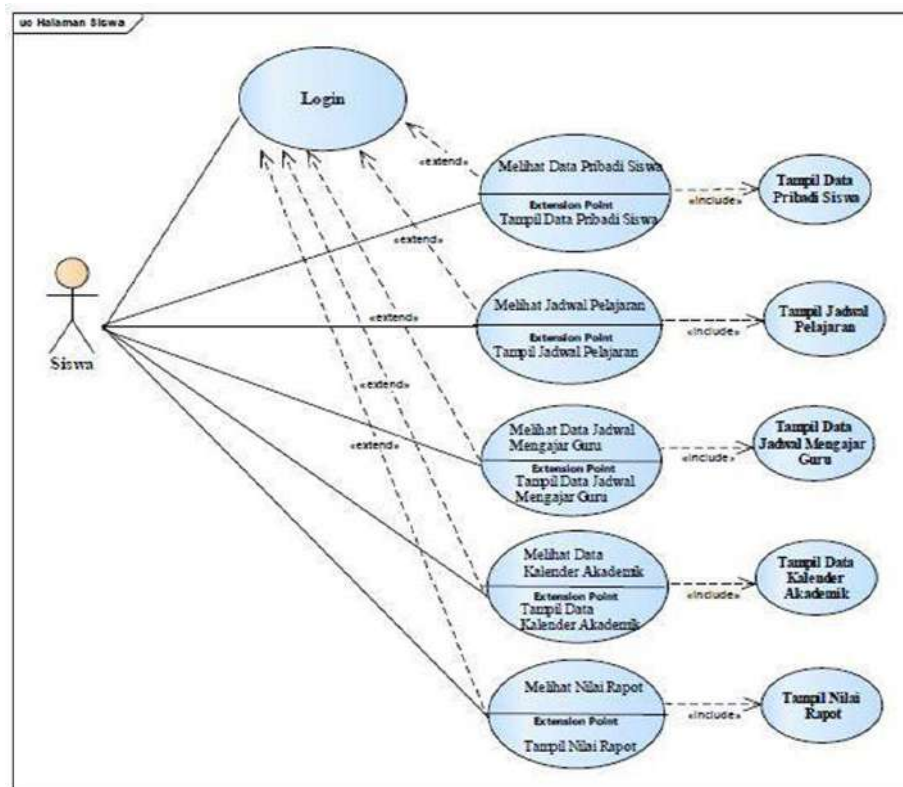 uc Halaman Siswa
Login
«extend»
Melihat Data Pribadi Siswa
Extension Point
Tampil Data Pribadi Siswa
«include»
Tampil Data
Pribadi Siswa
«extend»
Siswa
«extend»
Melihat Jadwal Pelajaran
Extension Point
Tampil Jadwal Pelajaran
«include»
Tampil Jadwal
Pelajaran
«extend»
«extend»
Melihat Data Jadwal
Mengajar Guru
Extension Point
Tampil Data Jadwal
Mengajar Guru
«include»
Tampil Data
Jadwal Mengajar
Guru
Melihat Data
Kalender Akademik
Extension Point
Tampil Data
Kalender Akademik
«include»
Tampil Data
Kalender
Akademik
Melihat Nilai Rapot
Extension Point
Tampil Nilai Rapot
«include»
Tampil Nilai
Rapot